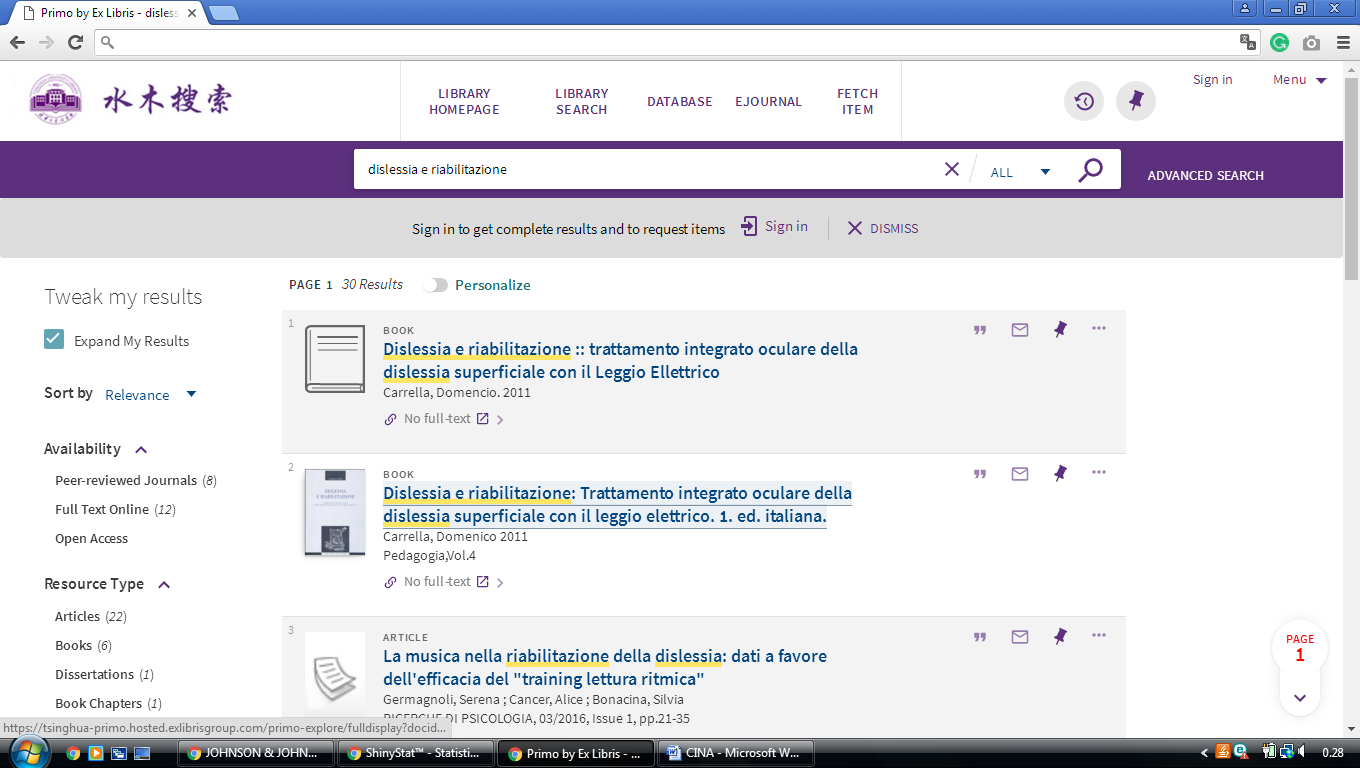 Primo by Ex Libris - disles
水木搜索
LIBRARY HOMEPAGE
LIBRARY SEARCH
DATABASE
EJOURNAL
FETCH ITEM
Sign in
Menu
dislessia e riabilitazione
ALL
ADVANCED SEARCH
Sign in to get complete results and to request items
Sign in
DISMISS
Tweak my results
Expand My Results
Sort by Relevance
Availability
Peer-reviewed Journals (8)
Full Text Online (12)
Open Access
Resource Type
Articles (22)
Books (6)
Dissertations (1)
Book Chapters (1)
PAGE 1 30 Results
Personalize
1
BOOK
Dislessia e riabilitazione :: trattamento integrato oculare della
dislessia superficiale con il Leggio Ellettrico
Carrella, Domencio. 2011
No full-text
2
DISLESSIA
E RIABILITAZIONE
BOOK
Dislessia e riabilitazione: Trattamento integrato oculare della
dislessia superficiale con il leggio elettrico. 1. ed. italiana.
Carrella, Domenico 2011
Pedagogia,Vol.4
No full-text
3
ARTICLE
La musica nella riabilitazione della dislessia: dati a favore
dell'efficacia del "training lettura ritmica"
Germagnoli, Serena ; Cancer, Alice ; Bonacina, Silvia
RICERCHE DI PSICOLOGIA, 03/2016, Issue 1, pp.21-35
PAGE
1
https://tsinghua-primo.hosted.exlibrisgroup.com/primo-explore/fulldisplay?docid...
JOHNSON & JOHN...
ShinyStat™ - Statisti...
Primo by Ex Libris - ...
CINA - Microsoft W...
0.28